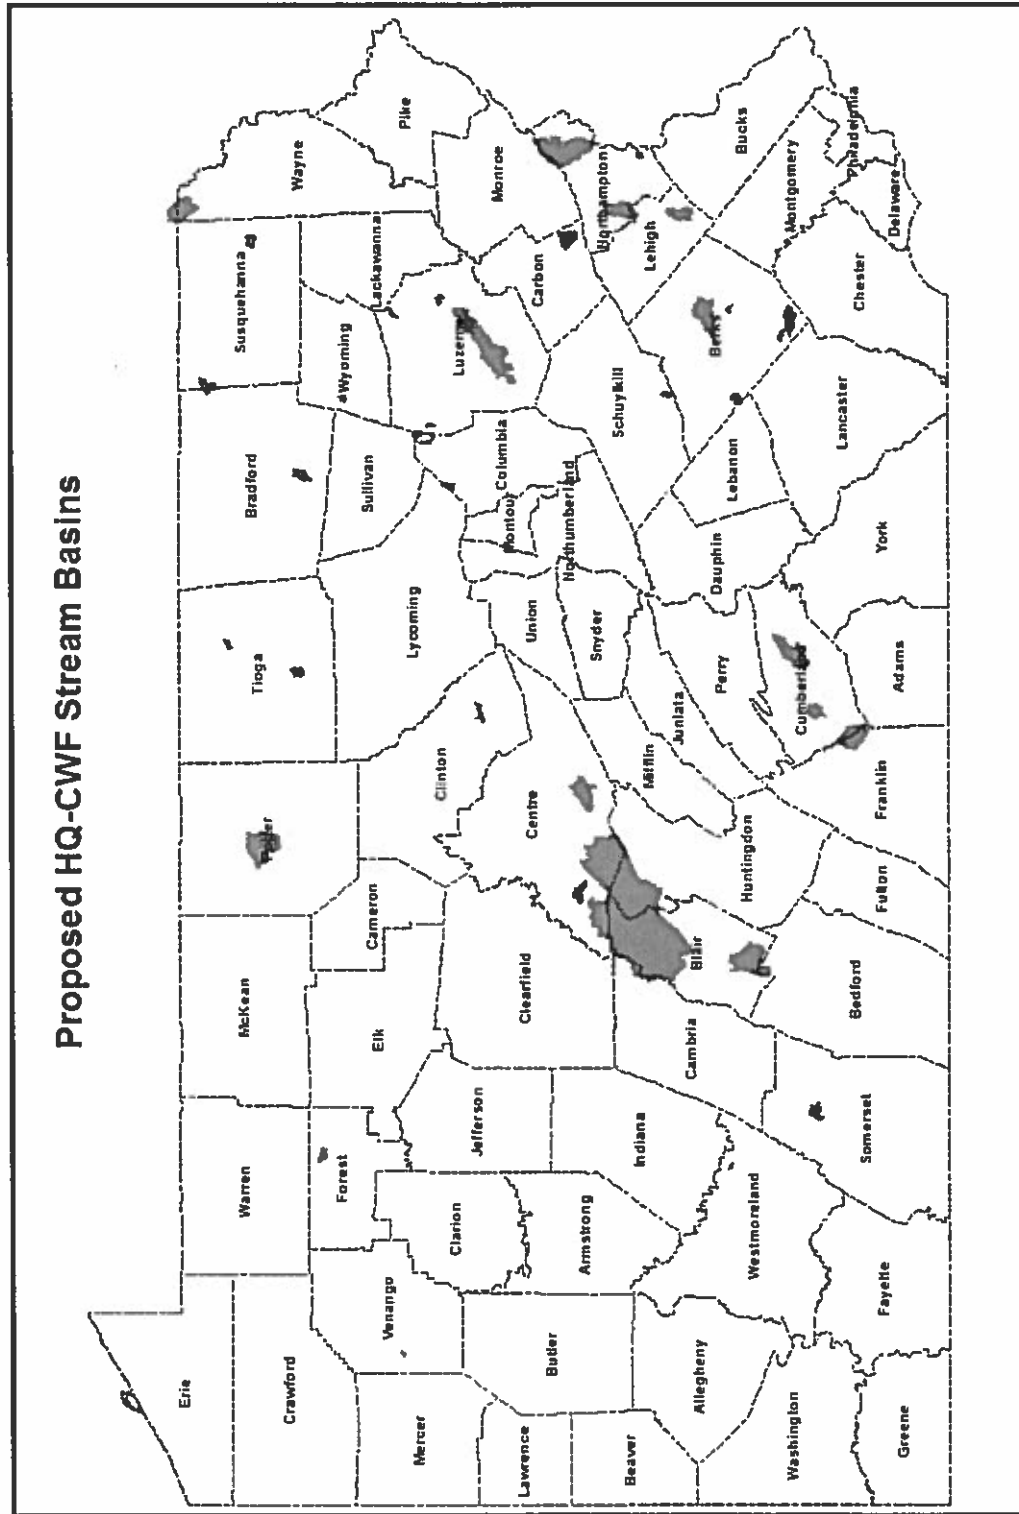 Proposed HQ-CWF Stream Basins
Erie
Crawford
Mercer
Lawrence
Beaver
Washington
Greene
Warren
Forest
Venango
Clarion
Butler
Armstrong
Allegheny
Westmoreland
Fayette
McKean
Elk
Cameron
Jefferson
Clearfield
Indiana
Cambria
Somerset
Potter
Clinton
Centre
Blair
Huntingdon
Bedford
Fulton
Franklin
Tioga
Lycoming
Union
Snyder
Mifflin
Juniata
Perry
Cumberland
Adams
Bradford
Sullivan
Columbia
Montour
Northumberland
Dauphin
Lebanon
York
Lancaster
Susquehanna
Wyoming
Lackawanna
Luzerne
Carbon
Schuylkill
Berks
Chester
Wayne
Pike
Monroe
Northampton
Lehigh
Bucks
Montgomery
Philadelphia
Delaware